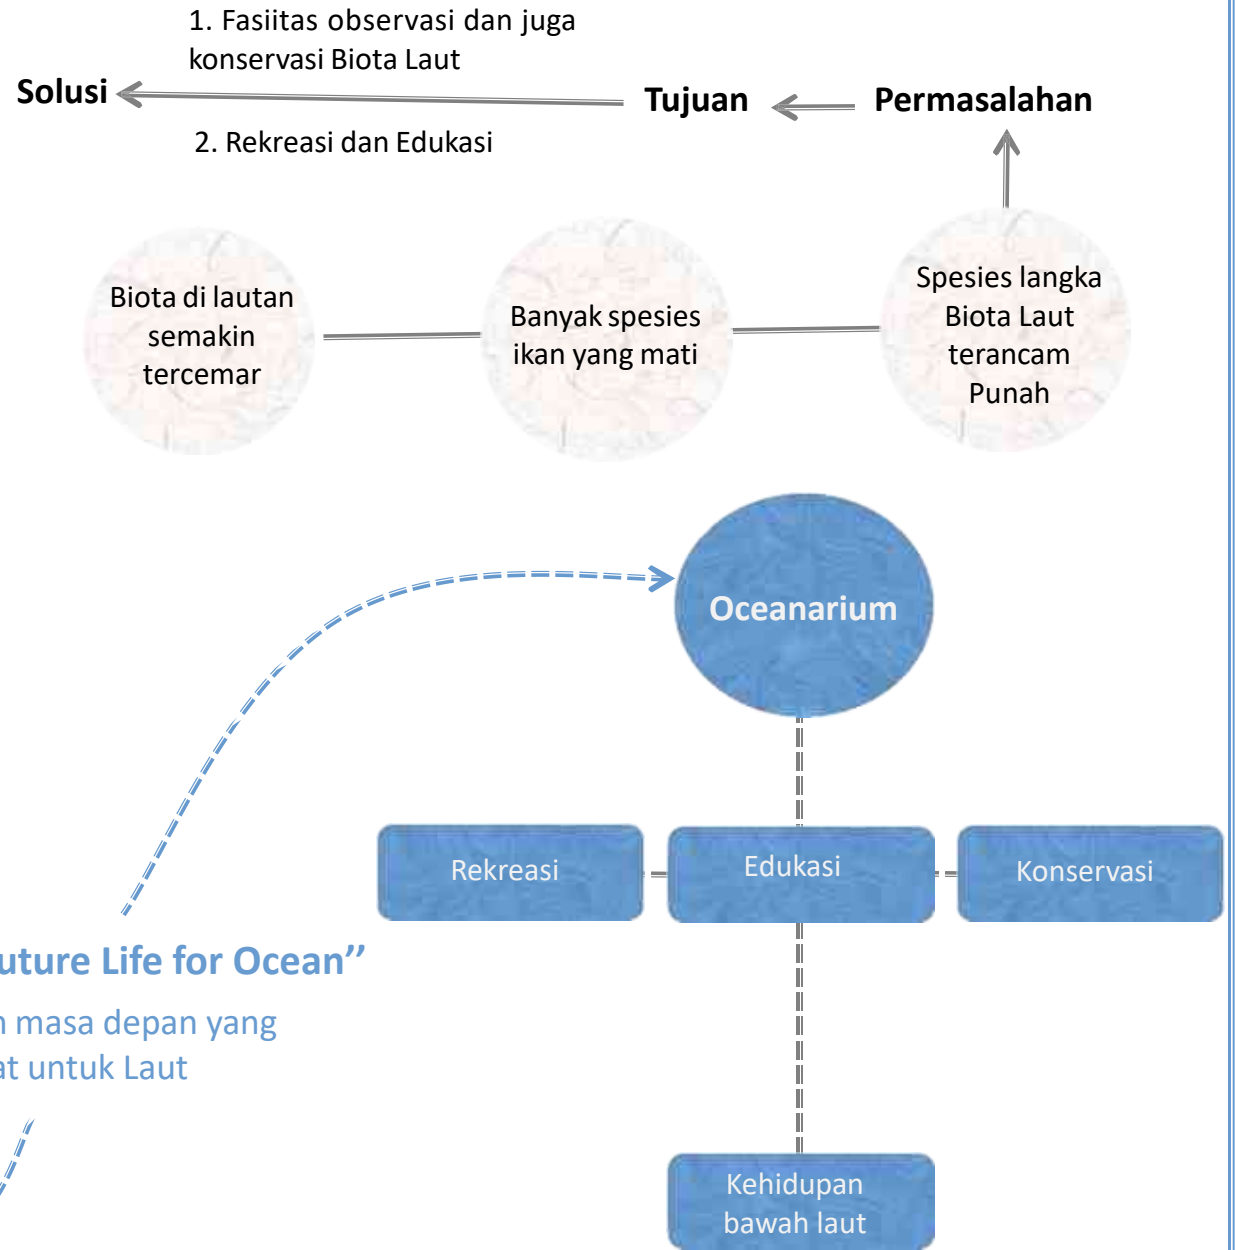 1. Fasiitas observasi dan juga
konservasi Biota Laut
Solusi
Tujuan
Permasalahan
2. Rekreasi dan Edukasi
Biota di lautan
semakin
tercemar
Banyak spesies
ikan yang mati
Spesies langka
Biota Laut
terancam
Punah
Oceanarium
Rekreasi
Edukasi
Konservasi
uture Life for Ocean’’
masa depan yang
at untuk Laut
Kehidupan
bawah laut